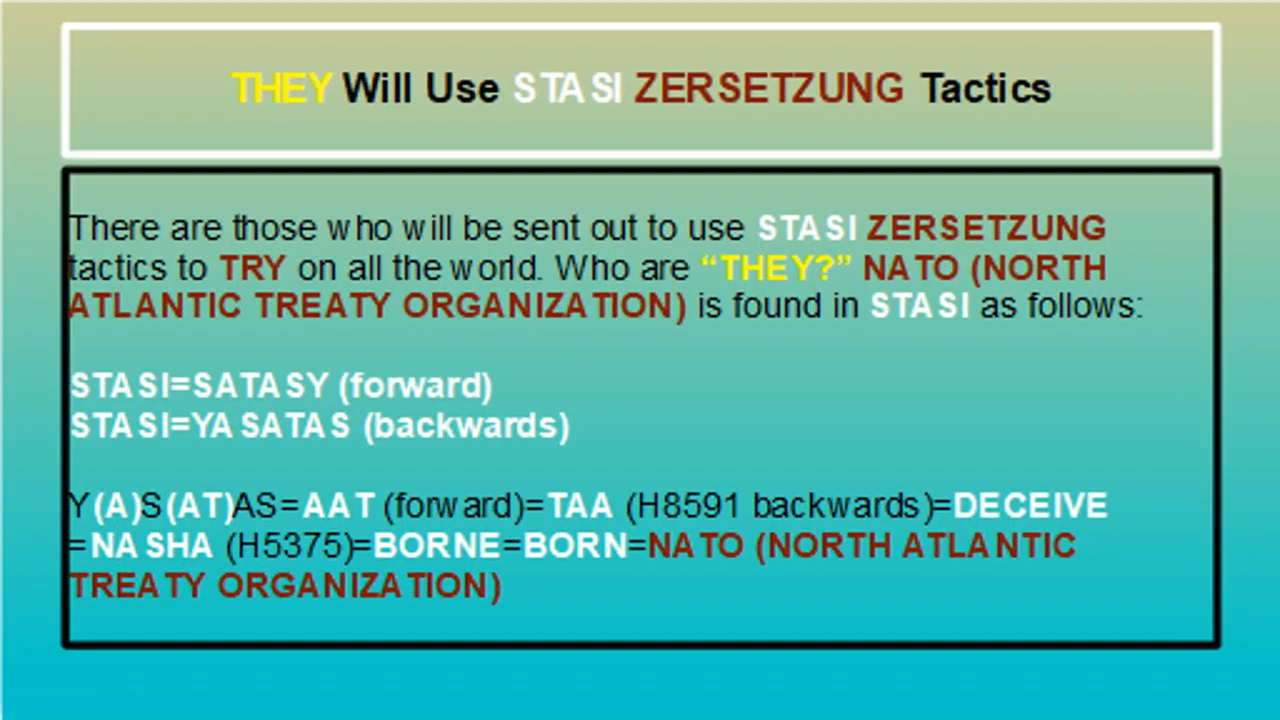 THEY Will Use STASI ZERSETZUNG Tactics
There are those who will be sent out to use STASI ZERSETZUNG
tactics to TRY on all the world. Who are “THEY?” NATO (NORTH
ATLANTIC TREATY ORGANIZATION) is found in STASI as follows:
STASI=SATASY (forward)
STASI=YASATAS (backwards)
Y(A)S(AT)AS=AAT (forward)=TAA (H8591 backwards)=DECEIVE
=NASHA (H5375)=BORNE=BORN=NATO (NORTH ATLANTIC
TREATY ORGANIZATION)